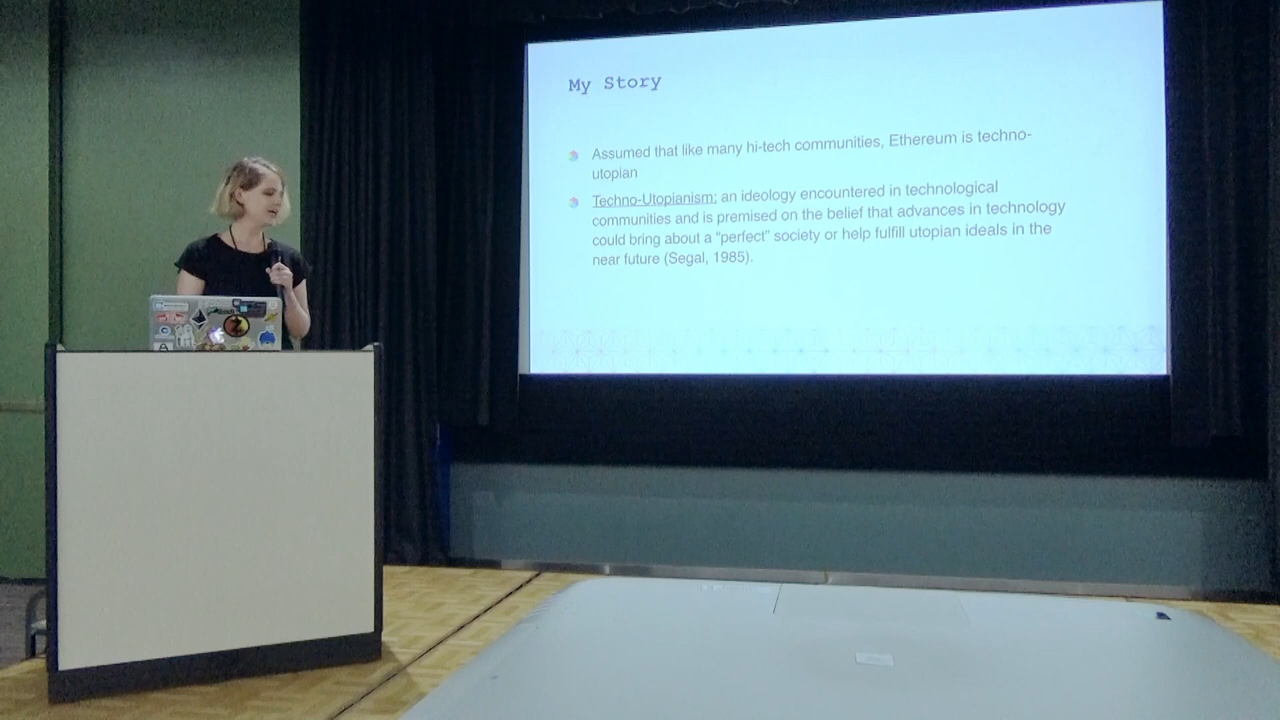 My Story
Assumed that like many hi-tech communities, Ethereum is techno-
utopian
Techno-Utopianism: an ideology encountered in technological
communities and is premised on the belief that advances in technology
could bring about a "perfect" society or help fulfill utopian ideals in the
near future (Segal, 1985).